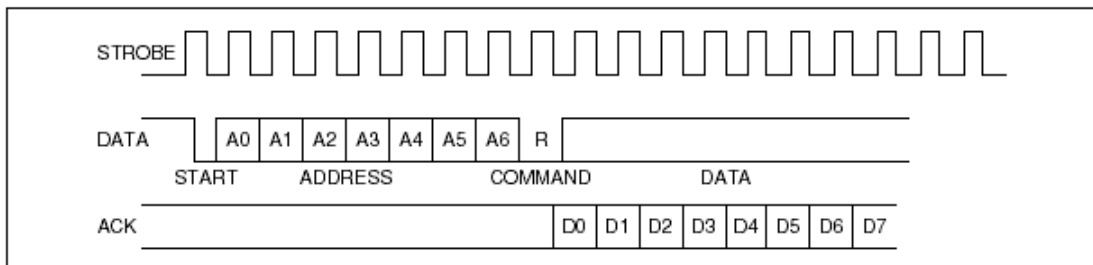 STROBE
DATA A0 A1 A2 A3 A4 A5 A6 R
START ADDRESS COMMAND DATA
ACK D0 D1 D2 D3 D4 D5 D6 D7